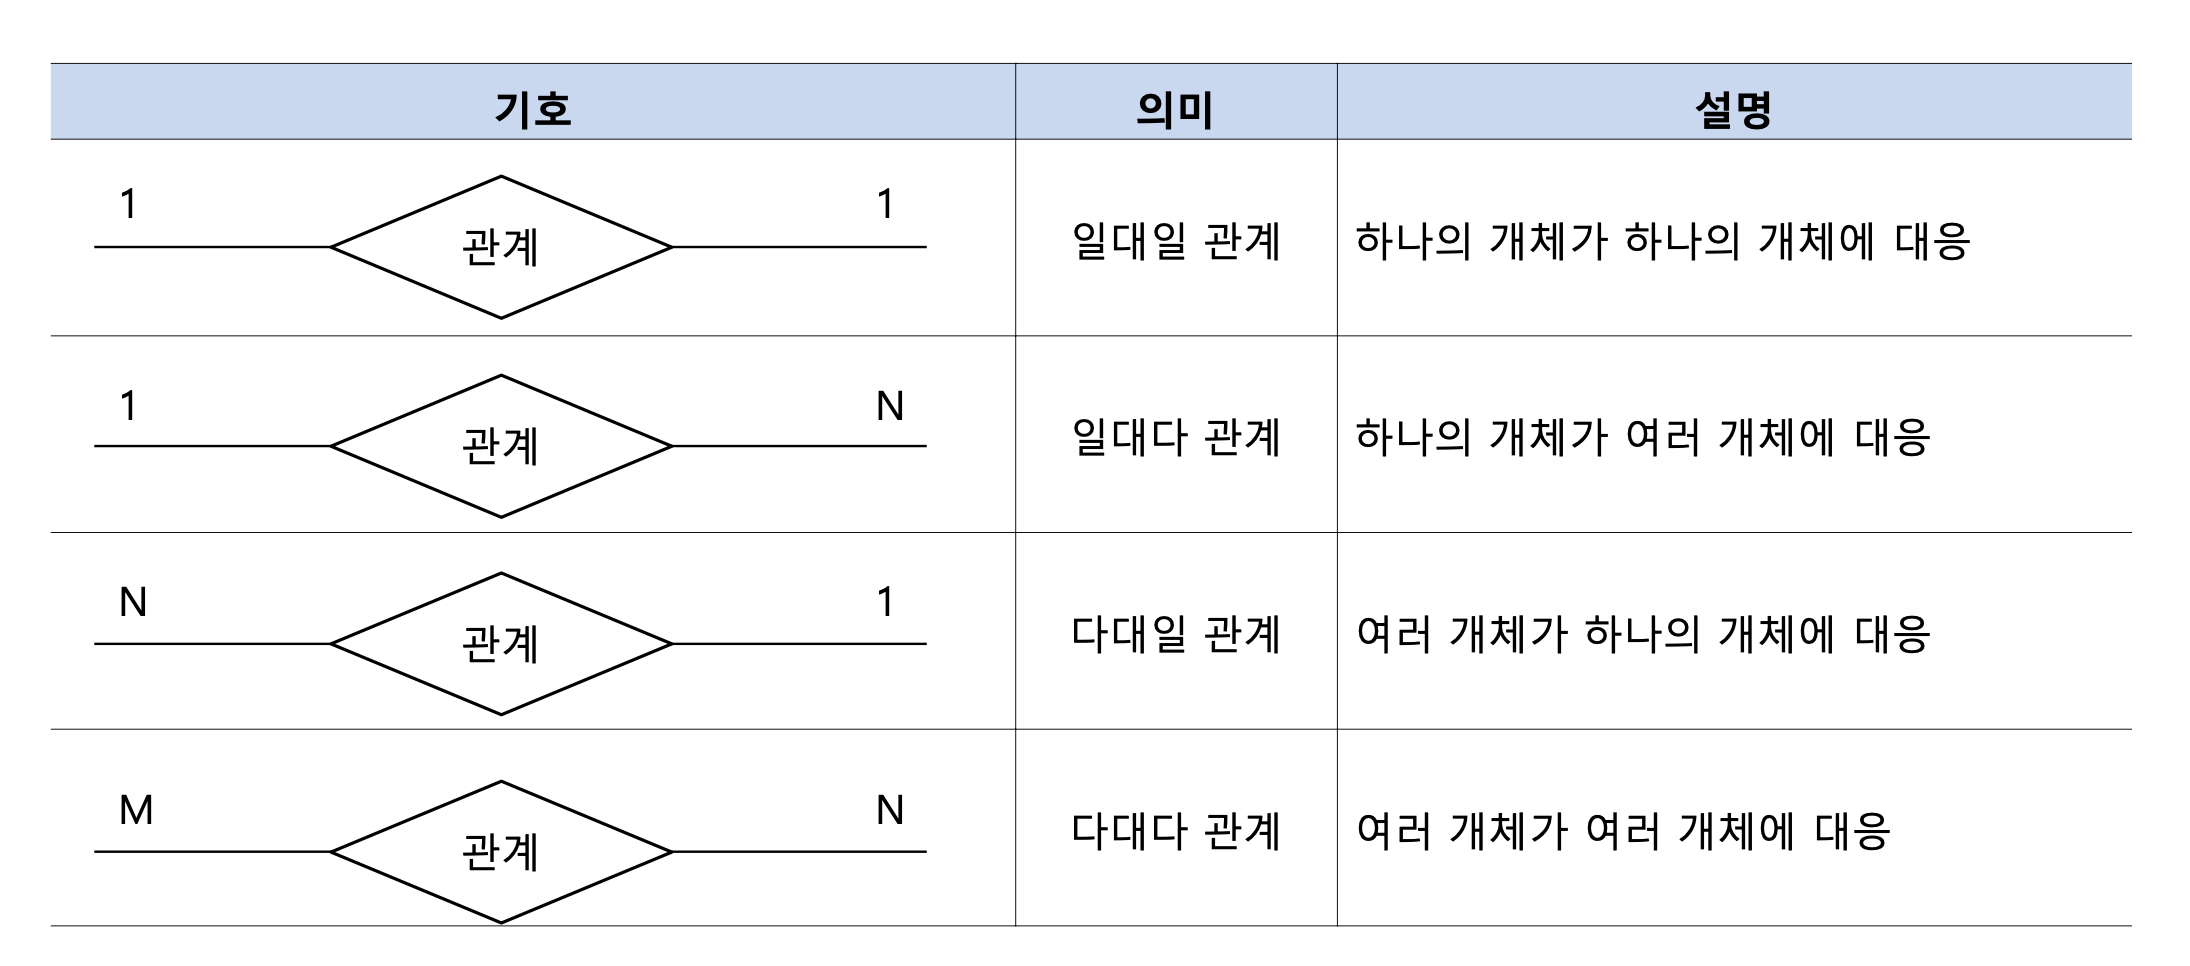 기호 의미 설명
1 관계 1 일대일 관계 하나의 개체가 하나의 개체에 대응
1 관계 N 일대다 관계 하나의 개체가 여러 개체에 대응
N 관계 1 다대일 관계 여러 개체가 하나의 개체에 대응
M 관계 N 다대다 관계 여러 개체가 여러 개체에 대응